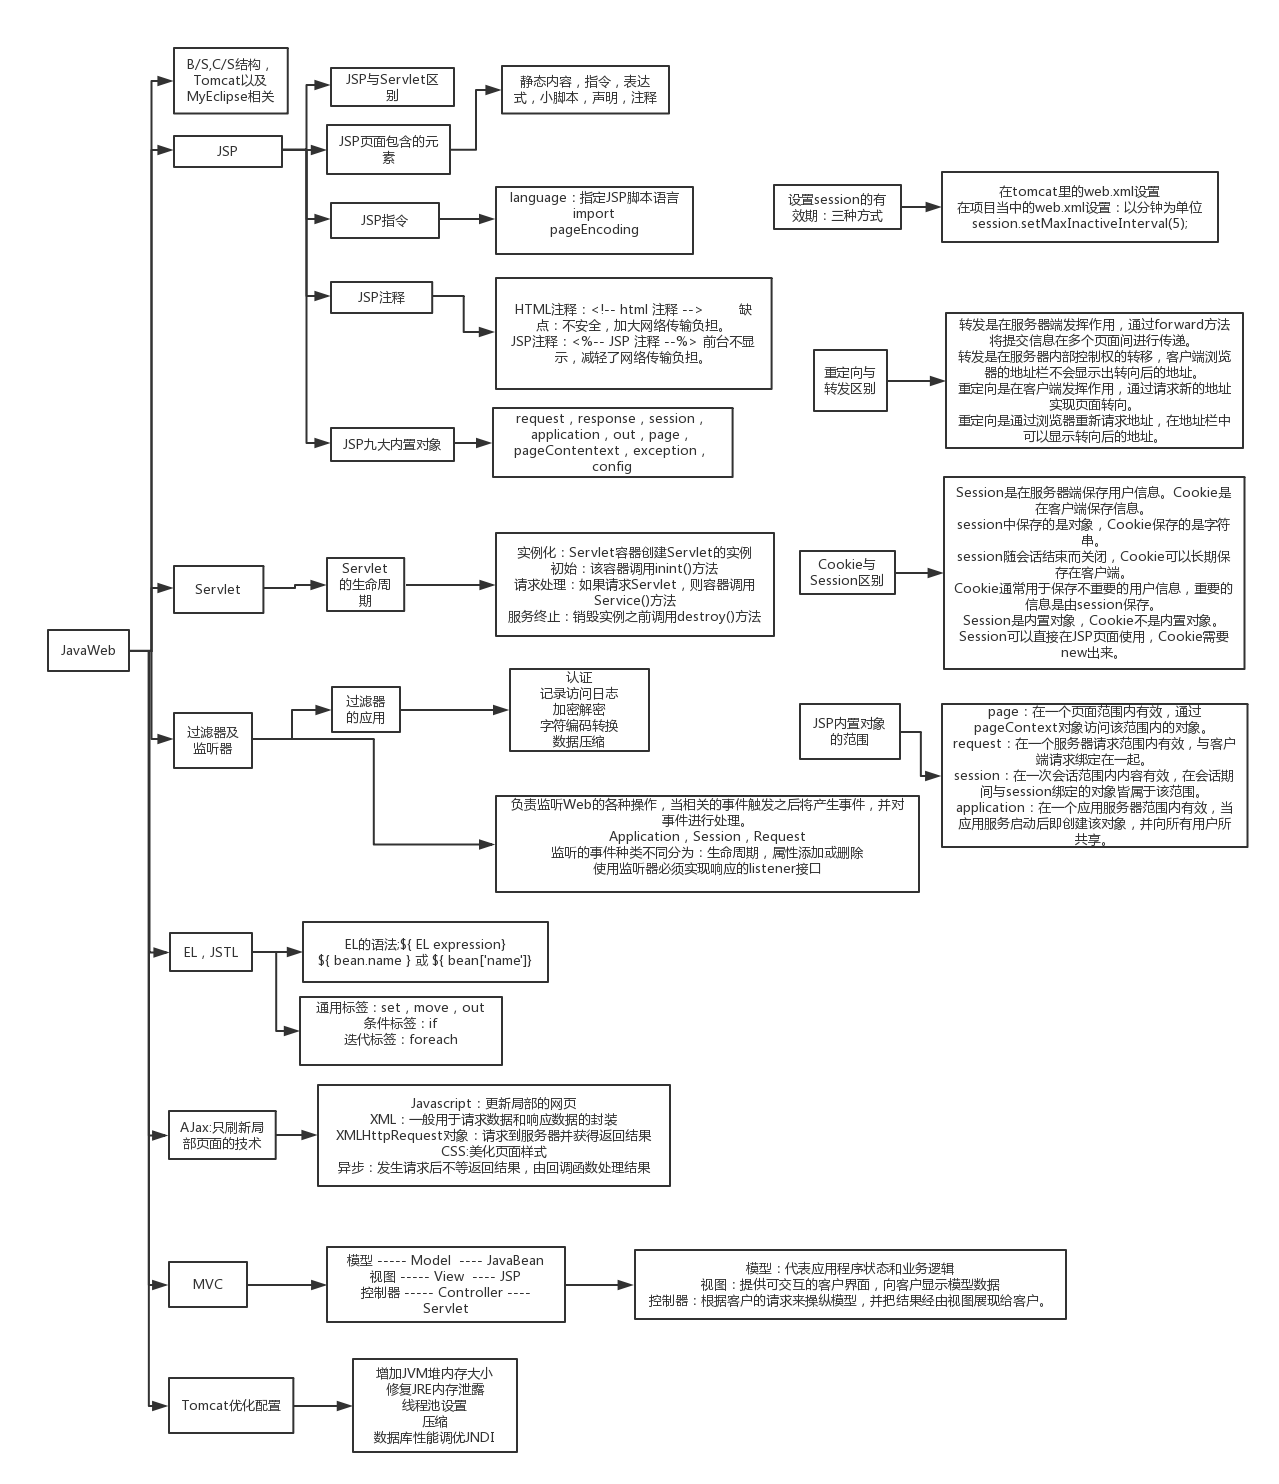 B/S,C/S结构，
Tomcat以及
MyEclipse相关
JSP与Servlet区
别
静态内容，指令，表达
式，小脚本，声明，注释
JSP
JSP页面包含的元
素
JSP指令
language：指定JSP脚本语言
import
pageEncoding
设置session的有
效期：三种方式
在tomcat里的web.xml设置
在项目当中的web.xml设置：以分钟为单位
session.setMaxInactiveInterval(5);
JSP注释
HTML注释：<!-- html 注释 --> 缺
点：不安全，加大网络传输负担。
JSP注释：<%-- JSP 注释 --%> 前台不显
示，减轻了网络传输负担。
重定向与
转发区别
转发是在服务器端发挥作用，通过forward方法
将提交信息在多个页面间进行传递。
转发是在服务器内部控制权的转移，客户端浏览
器的地址栏不会显示出转向后的地址。
重定向是在客户端发挥作用，通过请求新的地址
实现页面转向。
重定向是通过浏览器重新请求地址，在地址栏中
可以显示转向后的地址。
JSP九大内置对象
request，response，session，
application，out，page，
pageContentext，exception，
config
Servlet
Servlet
的生命周
期
实例化：Servlet容器创建Servlet的实例
初始：该容器调用inint()方法
请求处理：如果请求Servlet，则容器调用
Service()方法
服务终止：销毁实例之前调用destroy()方法
Cookie与
Session区别
Session是在服务器端保存用户信息。Cookie是
在客户端保存信息。
session中保存的是对象，Cookie保存的是字符
串。
session随会话结束而关闭，Cookie可以长期保
存在客户端。
Cookie通常用于保存不重要的用户信息，重要的
信息是由session保存。
Session是内置对象，Cookie不是内置对象。
Session可以直接在JSP页面使用，Cookie需要
new出来。
JavaWeb
过滤器及
监听器
过滤器
的应用
认证
记录访问日志
加密解密
字符编码转换
数据压缩
JSP内置对象
的范围
page：在一个页面范围内有效，通过
pageContext对象访问该范围内的对象。
request：在一个服务器请求范围内有效，与客户
端请求绑定在一起。
session：在一次会话范围内内容有效，在会话期
间与session绑定的对象皆属于该范围。
application：在一个应用服务器范围内有效，当
应用服务启动后即创建该对象，并向所有用户所
共享。
负责监听Web的各种操作，当相关的事件触发之后将产生事件，并对
事件进行处理。
Application，Session，Request
监听的事件种类不同分为：生命周期，属性添加或删除
使用监听器必须实现响应的listener接口
EL，JSTL
EL的语法:${ EL expression}
${ bean.name } 或 ${ bean['name']}
通用标签：set，move，out
条件标签：if
迭代标签：foreach
AJax:只刷新局
部页面的技术
Javascript：更新局部的网页
XML：一般用于请求数据和响应数据的封装
XMLHttpRequest对象：请求到服务器并获得返回结果
CSS:美化页面样式
异步：发生请求后不等返回结果，由回调函数处理结果
MVC
模型 ----- Model ---- JavaBean
视图 ----- View ---- JSP
控制器 ----- Controller ----
Servlet
模型：代表应用程序状态和业务逻辑
视图：提供可交互的客户界面，向客户显示模型数据
控制器：根据客户的请求来操纵模型，并把结果经由视图展现给客户。
Tomcat优化配置
增加JVM堆内存大小
修复JRE内存泄露
线程池设置
压缩
数据库性能调优JNDI